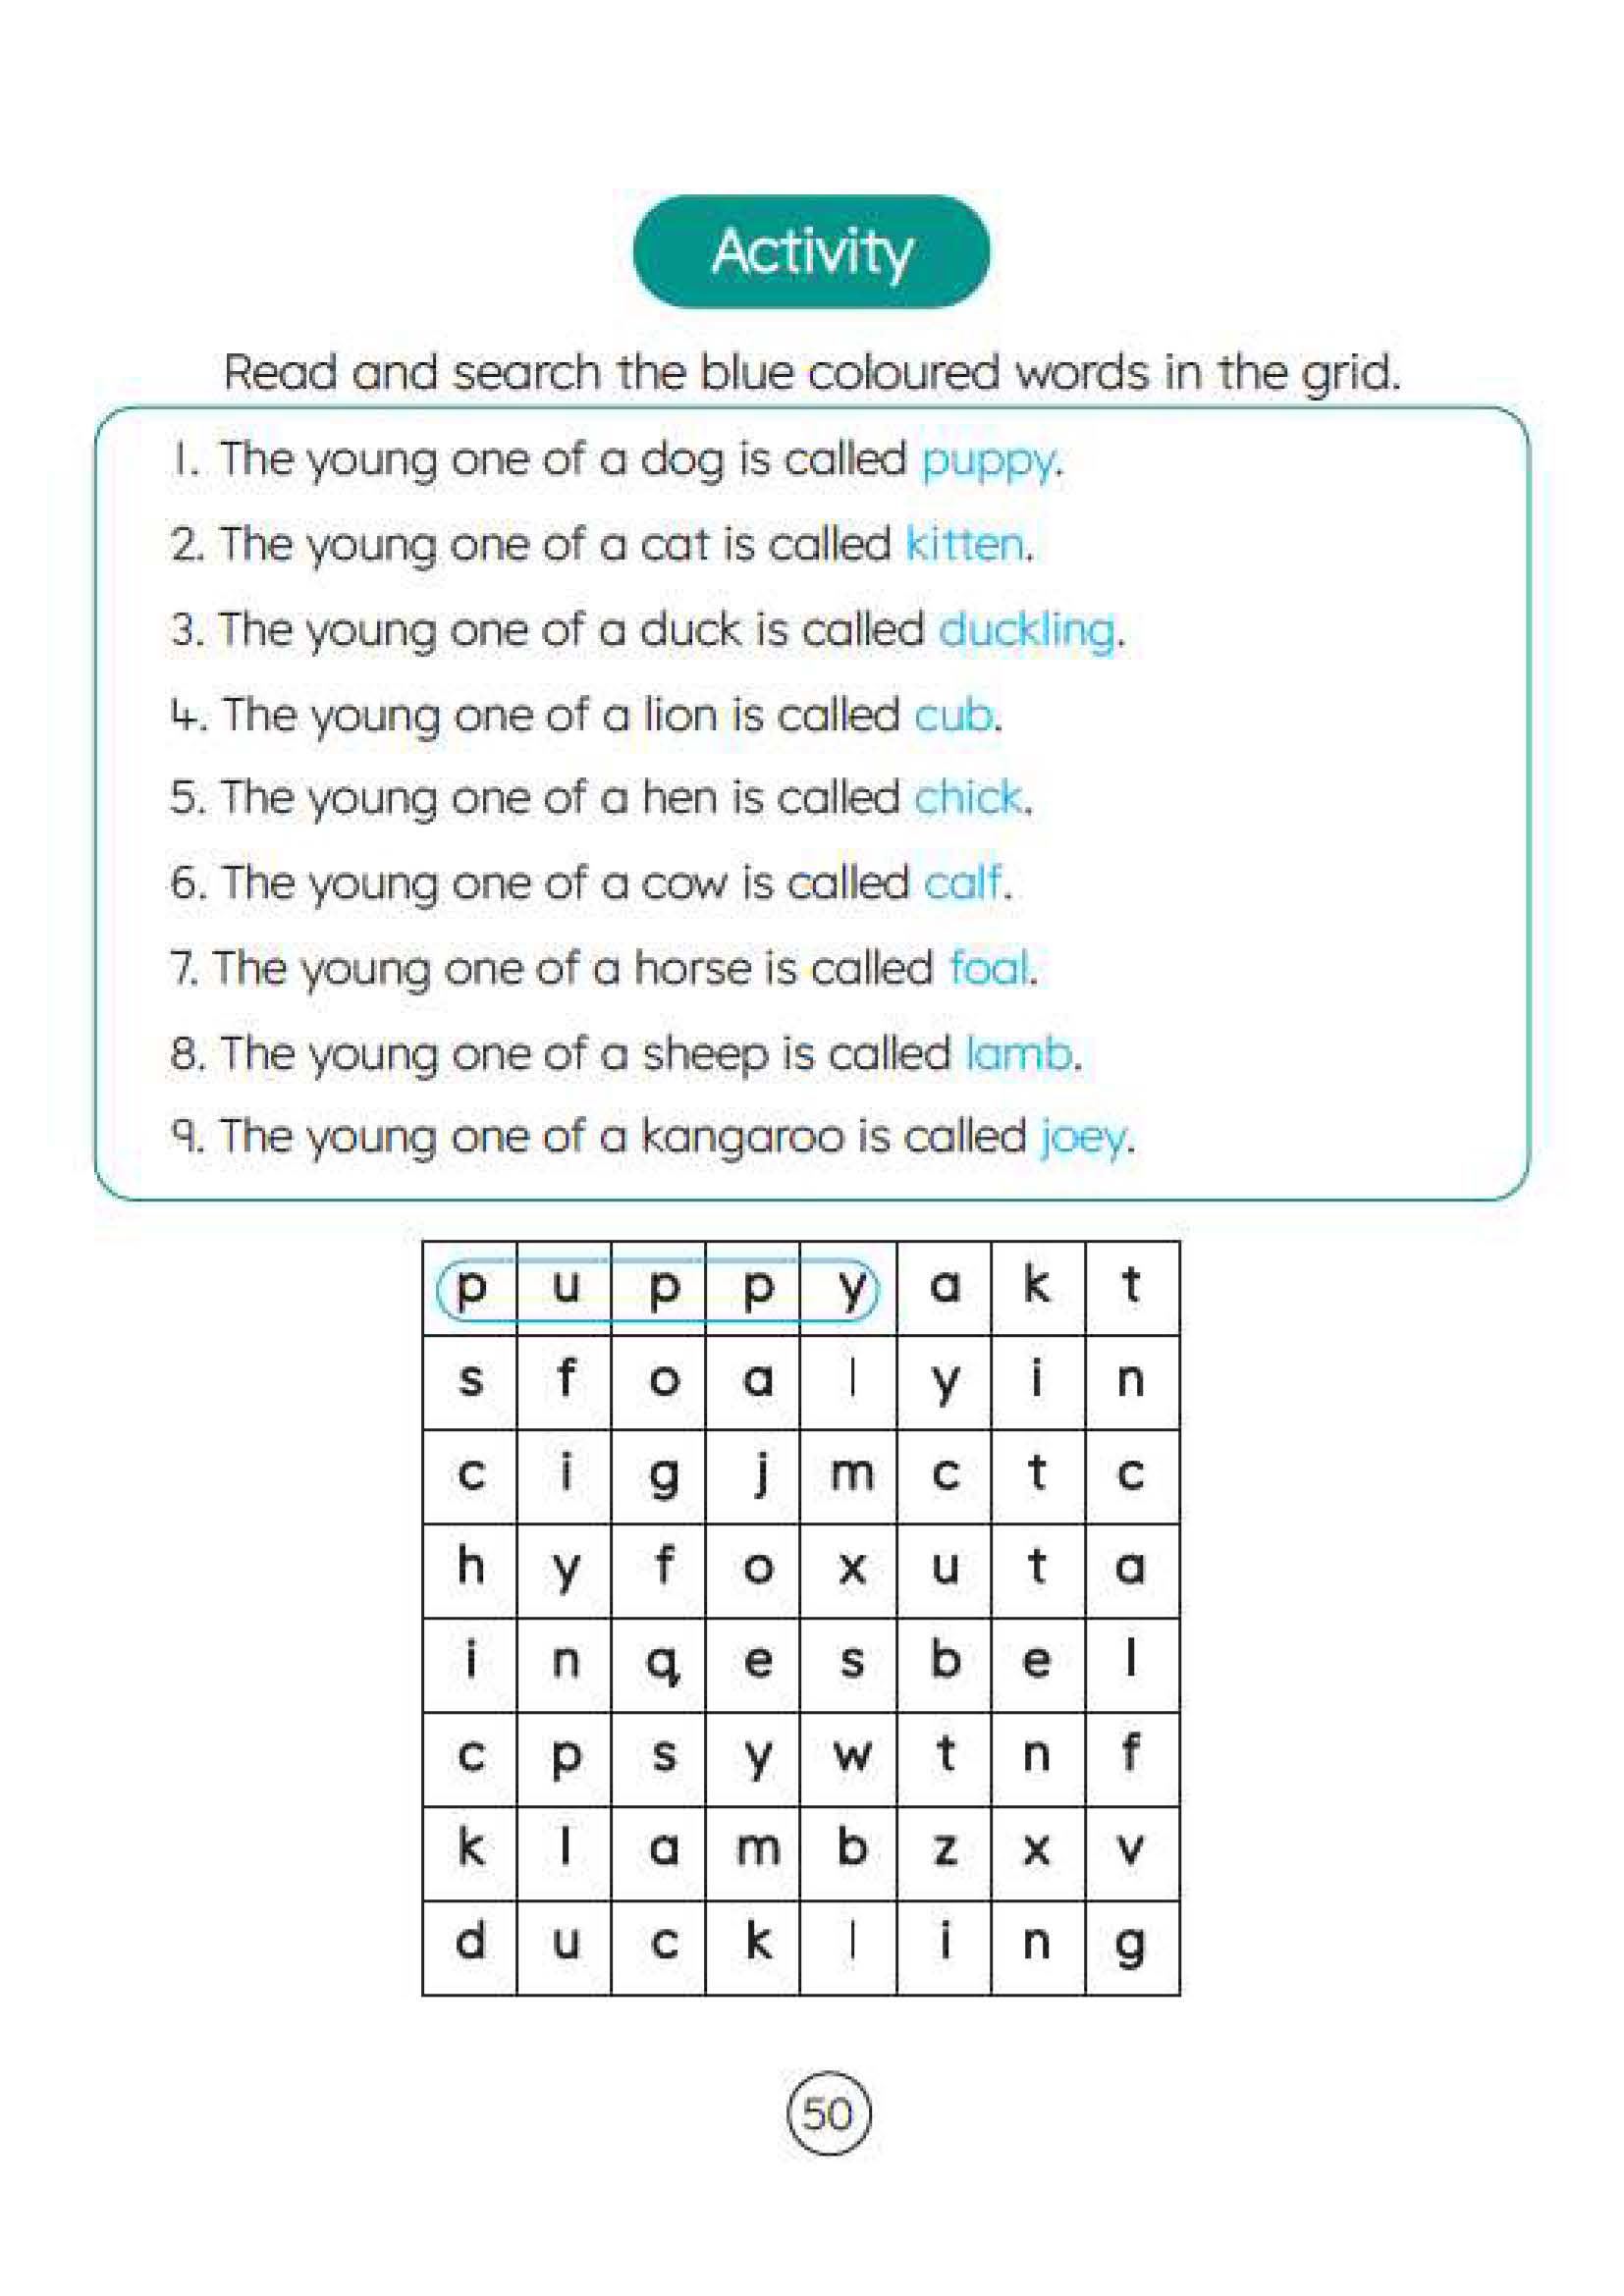 Activity
Read and search the blue coloured words in the grid.
1. The young one of a dog is called puppy.
2. The young one of a cat is called kitten.
3. The young one of a duck is called duckling.
4. The young one of a lion is called cub.
5. The young one of a hen is called chick.
6. The young one of a cow is called calf.
7. The young one of a horse is called foal.
8. The young one of a sheep is called lamb.
9. The young one of a kangaroo is called joey.
p u p p y a k t
s f o a l y i n
c i g j m c t c
h y f o x u t a
i n q e s b e l
c p s y w t n f
k l a m b z x v
d u c k l i n g
50